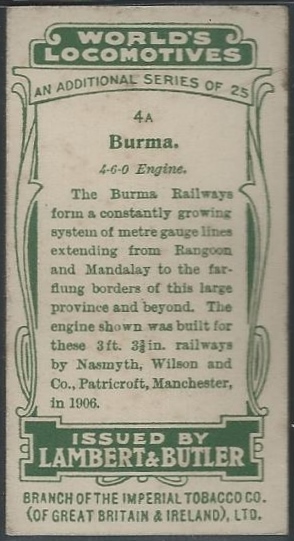 WORLD'S
LOCOMOTIVES
AN ADDITIONAL SERIES OF 25
4A
Burma.
4-6-0 Engine.
The Burma Railways
form a constantly growing
system of metre gauge lines
extending from Rangoon
and Mandalay to the far-
flung borders of this large
province and beyond. The
engine shown was built for
these 3ft. 3⅜in. railways
by Nasmyth, Wilson and
Co., Patricroft, Manchester,
in 1906.
ISSUED BY
LAMBERT & BUTLER
BRANCH OF THE IMPERIAL TOBACCO CO.
(OF GREAT BRITAIN & IRELAND), LTD.